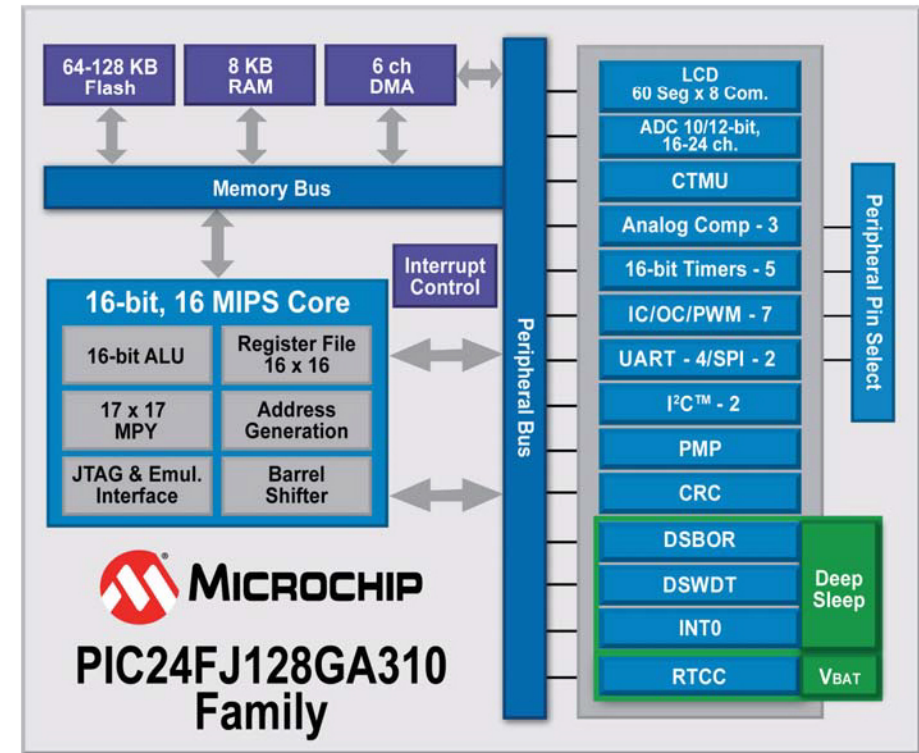 64-128 KB
Flash
8 KB
RAM
6 ch
DMA
Memory Bus
Interrupt
Control
16-bit, 16 MIPS Core
16-bit ALU
Register File
16 x 16
17 x 17
MPY
Address
Generation
JTAG & Emul.
Interface
Barrel
Shifter
MICROCHIP
PIC24FJ128GA310
Family
Peripheral Bus
LCD
60 Seg x 8 Com.
ADC 10/12-bit,
16-24 ch.
CTMU
Analog Comp - 3
16-bit Timers - 5
IC/OC/PWM - 7
UART - 4/SPI - 2
I²C™ - 2
PMP
CRC
DSBOR
DSWDT
INT0
RTCC
Deep
Sleep
VBAT
Peripheral Pin Select